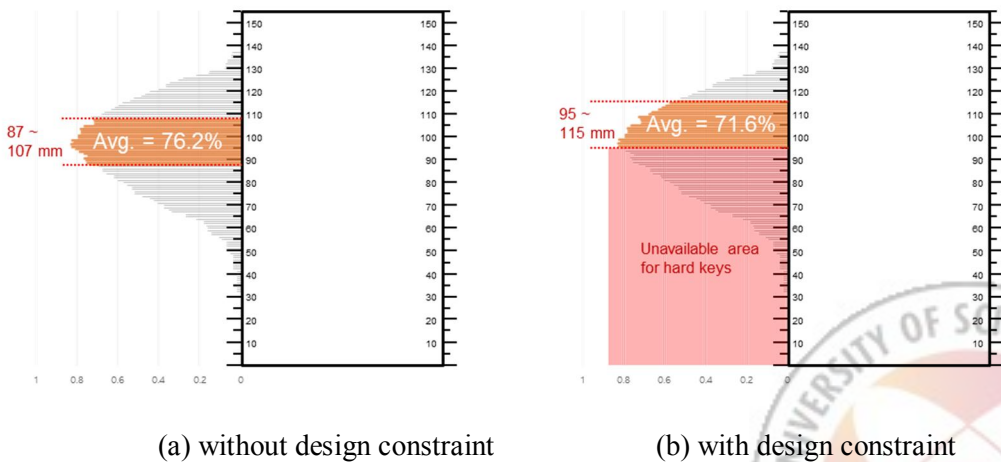 150 150
140 140
130 130
120 120
110 110
100 100
90 90
80 80
70 70
60 60
50 50
40 40
30 30
20 20
10 10
87 ~
107 mm
Avg. = 76.2%
1 0.8 0.6 0.4 0.2 0
150 150
140 140
130 130
120 120
110 110
100 100
90 90
80 80
70 70
60 60
50 50
40 40
30 30
20 20
10 10
95 ~
115 mm
Avg. = 71.6%
Unavailable area
for hard keys
1 0.8 0.6 0.4 0.2 0
(a) without design constraint
(b) with design constraint
OF